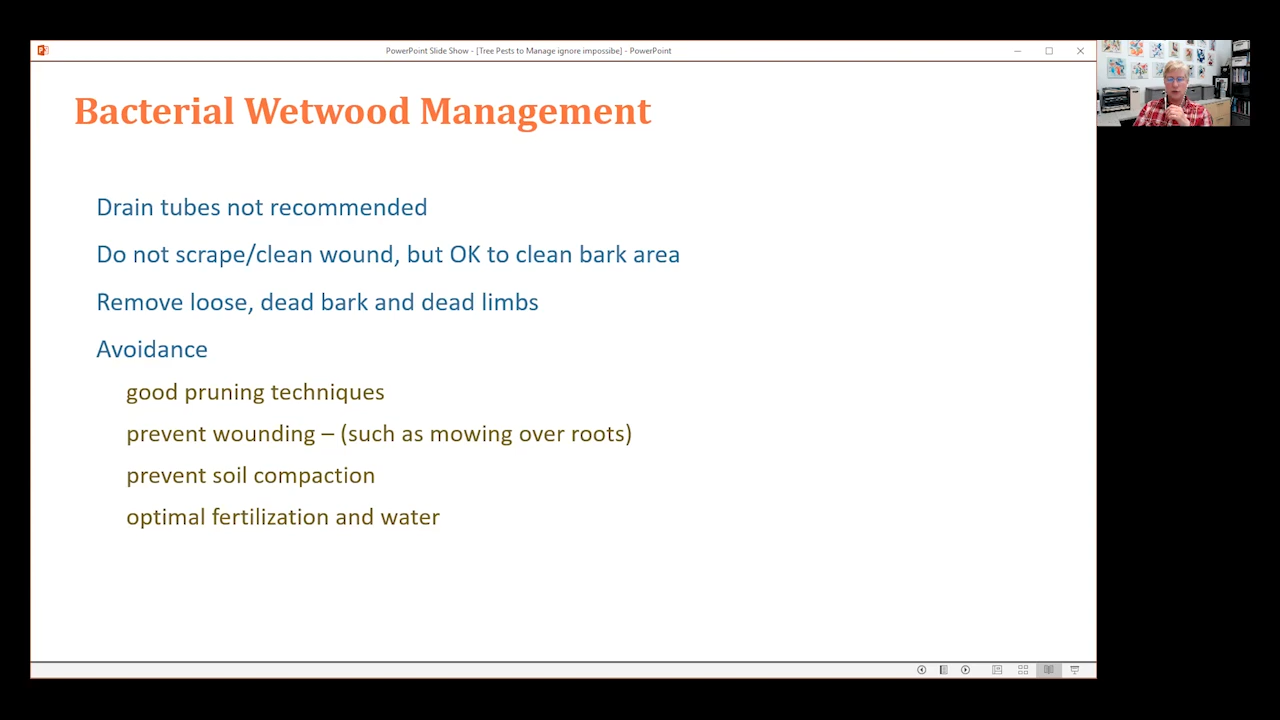 PowerPoint Slide Show - [Tree Pests to Manage ignore impossibe] - PowerPoint
Bacterial Wetwood Management
Drain tubes not recommended
Do not scrape/clean wound, but OK to clean bark area
Remove loose, dead bark and dead limbs
Avoidance
good pruning techniques
prevent wounding – (such as mowing over roots)
prevent soil compaction
optimal fertilization and water